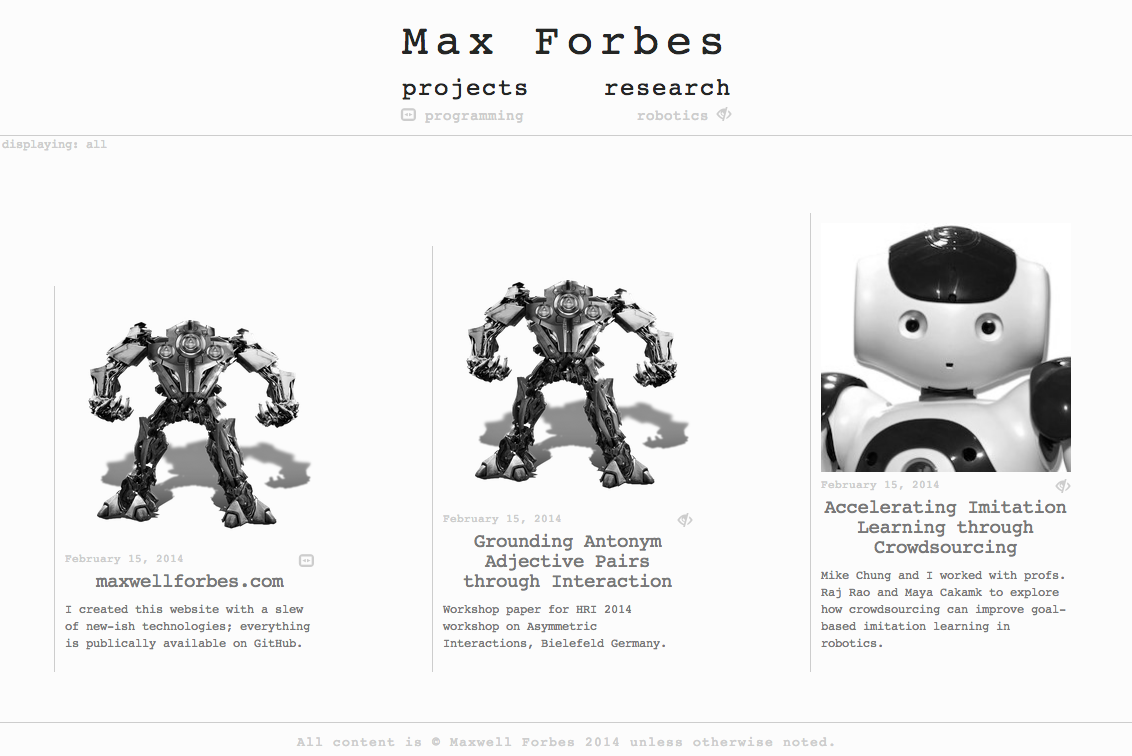 Max Forbes
projects research
programming robotics
displaying: all
February 15, 2014
maxwellforbes.com
I created this website with a slew
of new-ish technologies; everything
is publically available on GitHub.
February 15, 2014
Grounding Antonym
Adjective Pairs
through Interaction
Workshop paper for HRI 2014
workshop on Asymmetric
Interactions, Bielefeld Germany.
February 15, 2014
Accelerating Imitation
Learning through
Crowdsourcing
Mike Chung and I worked with profs.
Raj Rao and Maya Cakamk to explore
how crowdsourcing can improve goal-
based imitation learning in
robotics.
All content is © Maxwell Forbes 2014 unless otherwise noted.